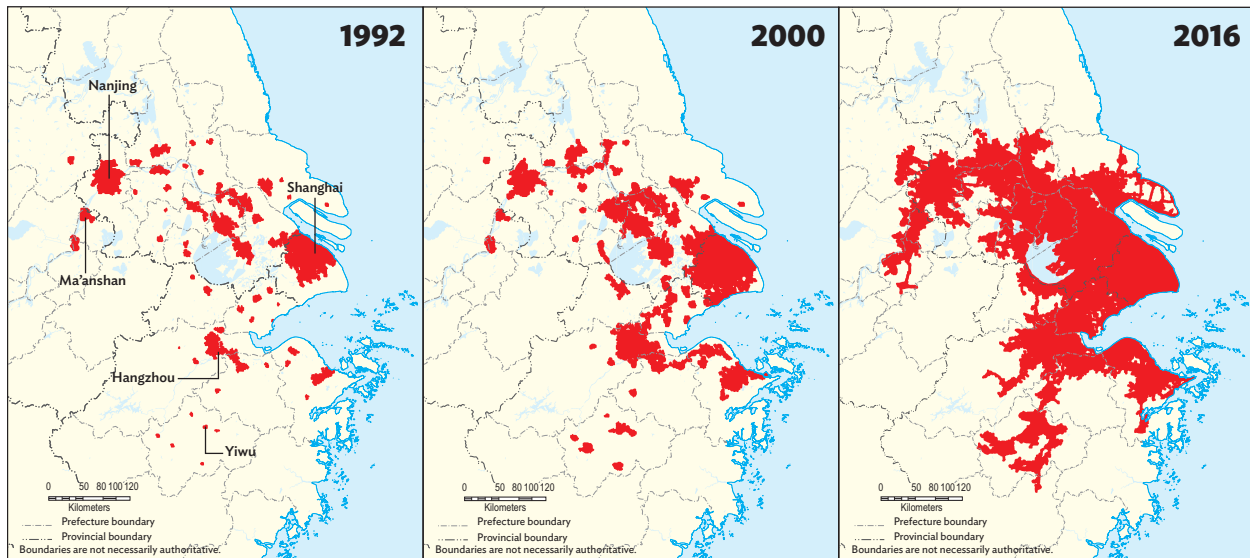 1992
Nanjing
Shanghai
Ma'anshan
Hangzhou
Yiwu
0 50 80 100 120
Kilometers
Prefecture boundary
Provincial boundary
Boundaries are not necessarily authoritative.
2000
0 50 80 100 120
Kilometers
Prefecture boundary
Provincial boundary
Boundaries are not necessarily authoritative.
2016
0 50 80 100 120
Kilometers
Prefecture boundary
Provincial boundary
Boundaries are not necessarily authoritative.